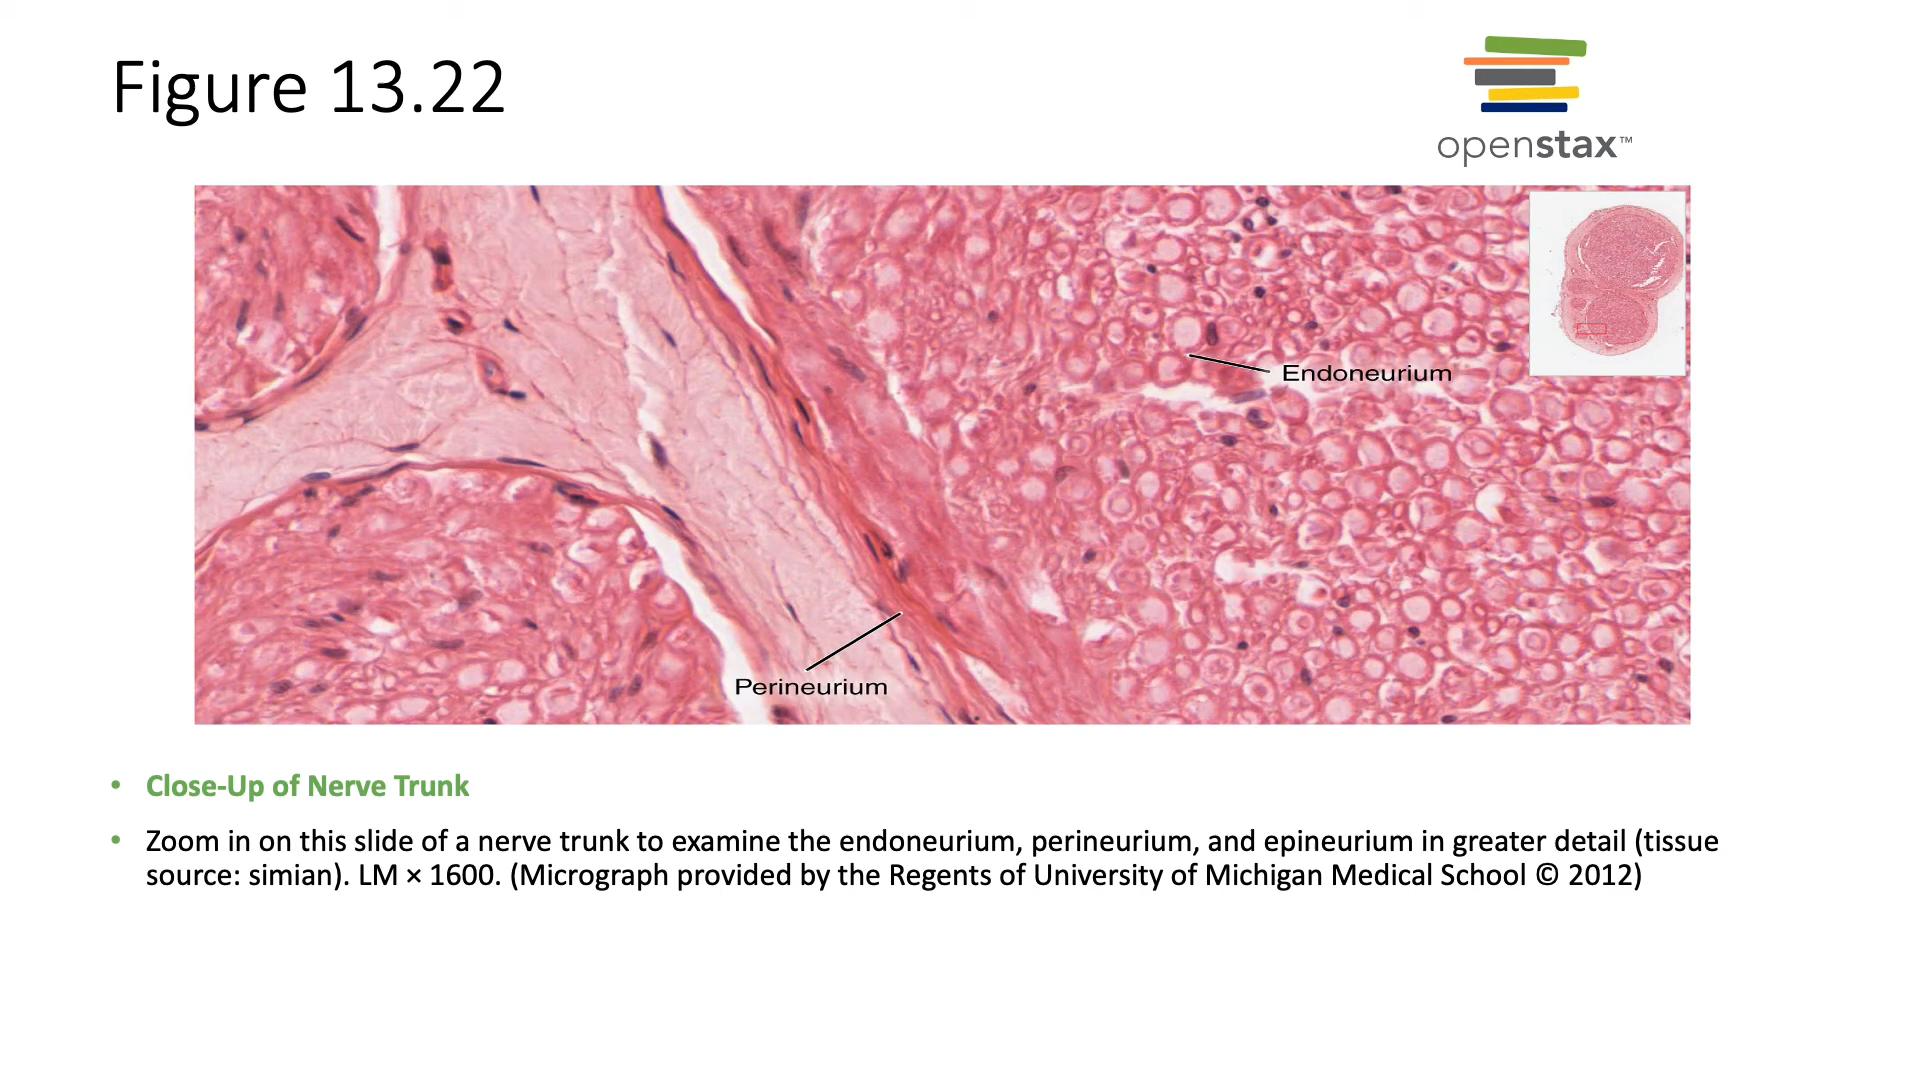 Figure 13.22
openstax™
Endoneurium
Perineurium
• Close-Up of Nerve Trunk
• Zoom in on this slide of a nerve trunk to examine the endoneurium, perineurium, and epineurium in greater detail (tissue
source: simian). LM × 1600. (Micrograph provided by the Regents of University of Michigan Medical School © 2012)